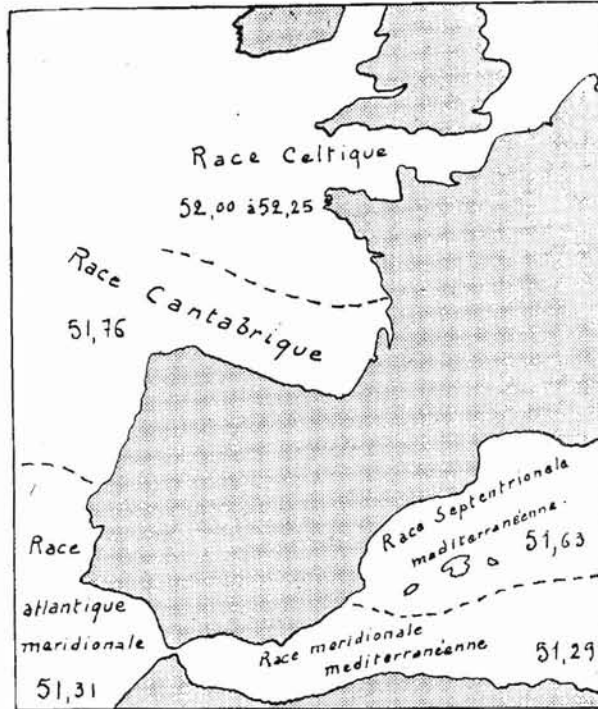 Race Celtique
52,00 à 52,25
Race Cantabrique
51,76
Race Septentrionale
mediterranéenne.
51,63
Race
atlantique
meridionale
51,31
Race meridionale
mediterranéenne
51,29